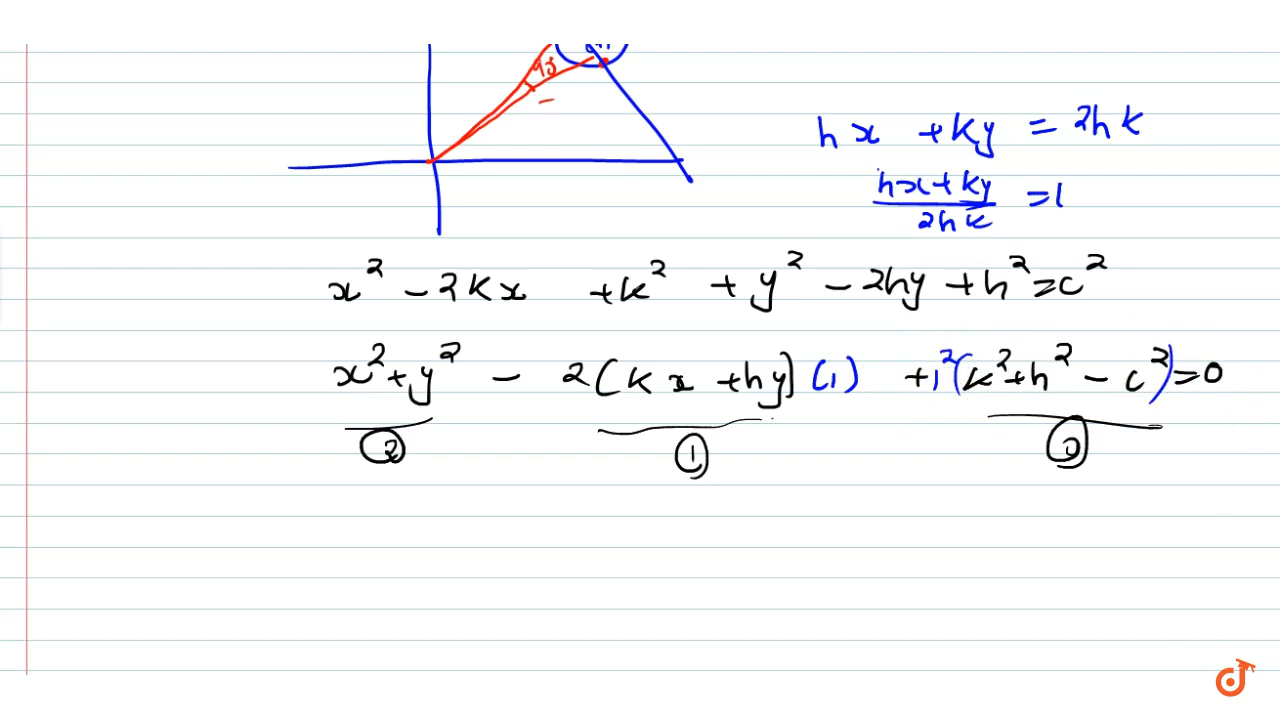 90
hx + ky = 2hk
hx + ky / 2hk = 1
x² - 2kx + k² + y² - 2hy + h² = c²
x² + y² - 2(kx + hy)(1) + 1²(k² + h² - c²) = 0
② ① ⓪